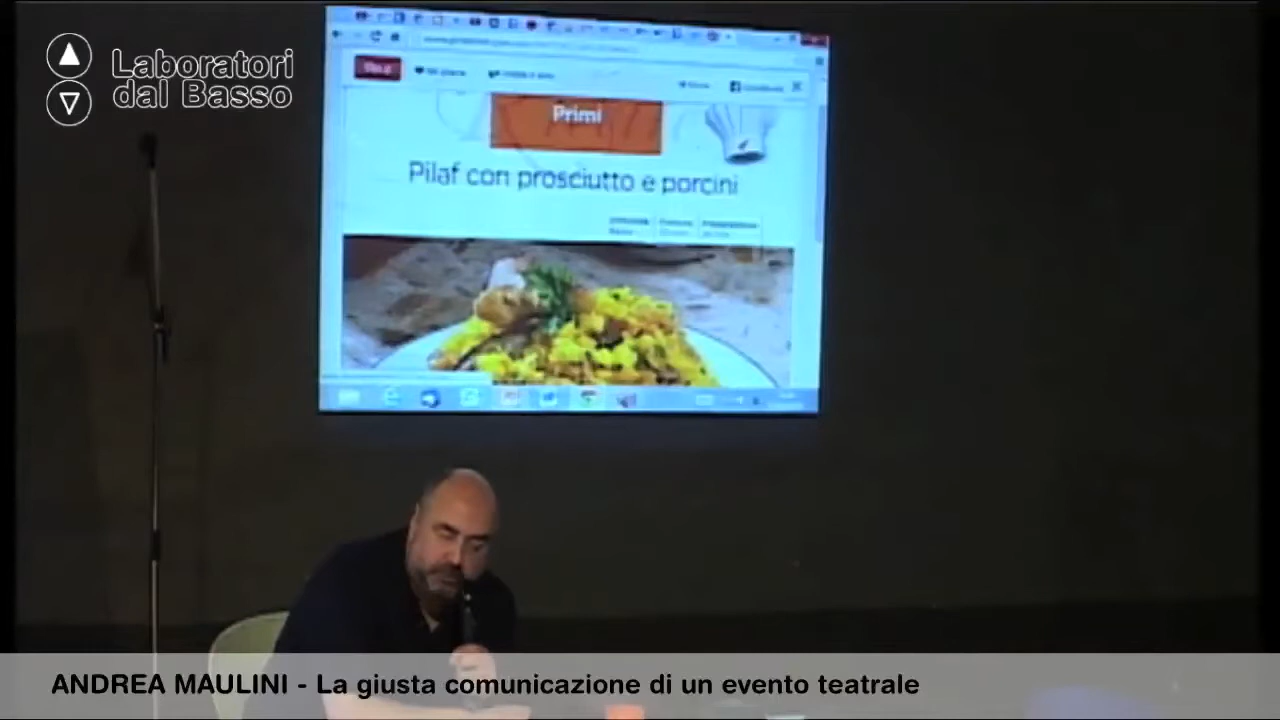 Laboratori
dal Basso
Primi
Pilaf con prosciutto e porcini
ANDREA MAULINI - La giusta comunicazione di un evento teatrale